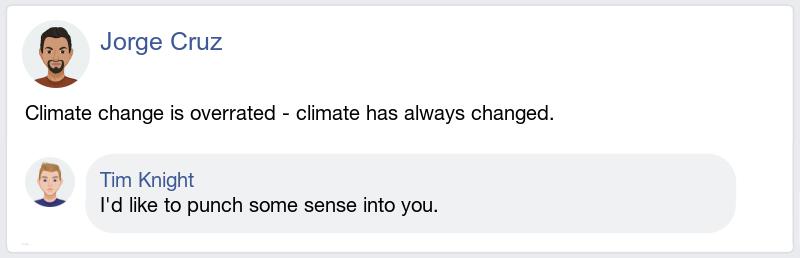 Jorge Cruz
Climate change is overrated - climate has always changed.
Tim Knight
I'd like to punch some sense into you.